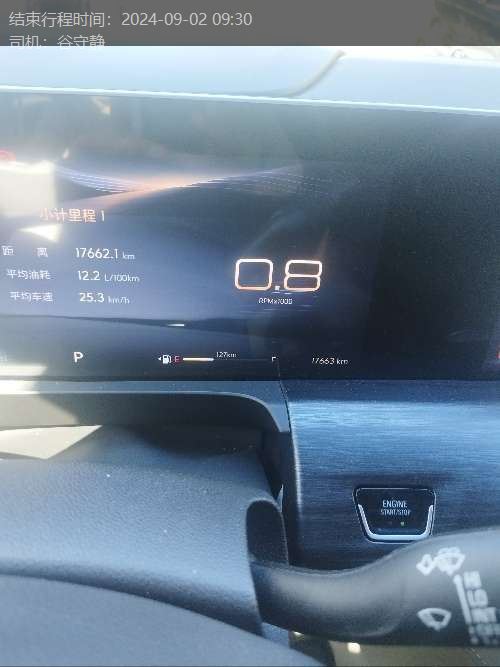 结束行程时间：2024-09-02 09:30
司机：谷守静
小计里程 1
距 离 17662.1 km
平均油耗 12.2 L/100km
平均车速 25.3 km/h
0.8
RPMx1000
P
E 127km F
17663 km
ENGINE
START/STOP